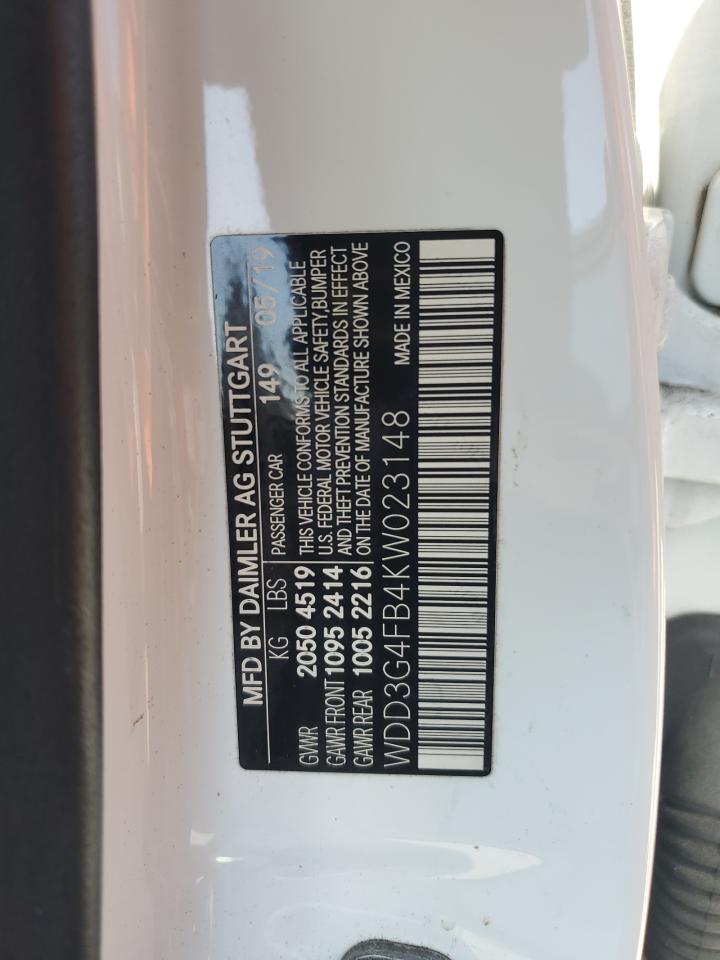 MFD BY DAIMLER AG STUTTGART
KG LBS PASSENGER CAR 149 05/19
GVWR 2050 4519 THIS VEHICLE CONFORMS TO ALL APPLICABLE
GAWR FRONT 1095 2414 U.S. FEDERAL MOTOR VEHICLE SAFETY, BUMPER
GAWR REAR 1005 2216 AND THEFT PREVENTION STANDARDS IN EFFECT
ON THE DATE OF MANUFACTURE SHOWN ABOVE
WDD3G4FB4KW023148 MADE IN MEXICO